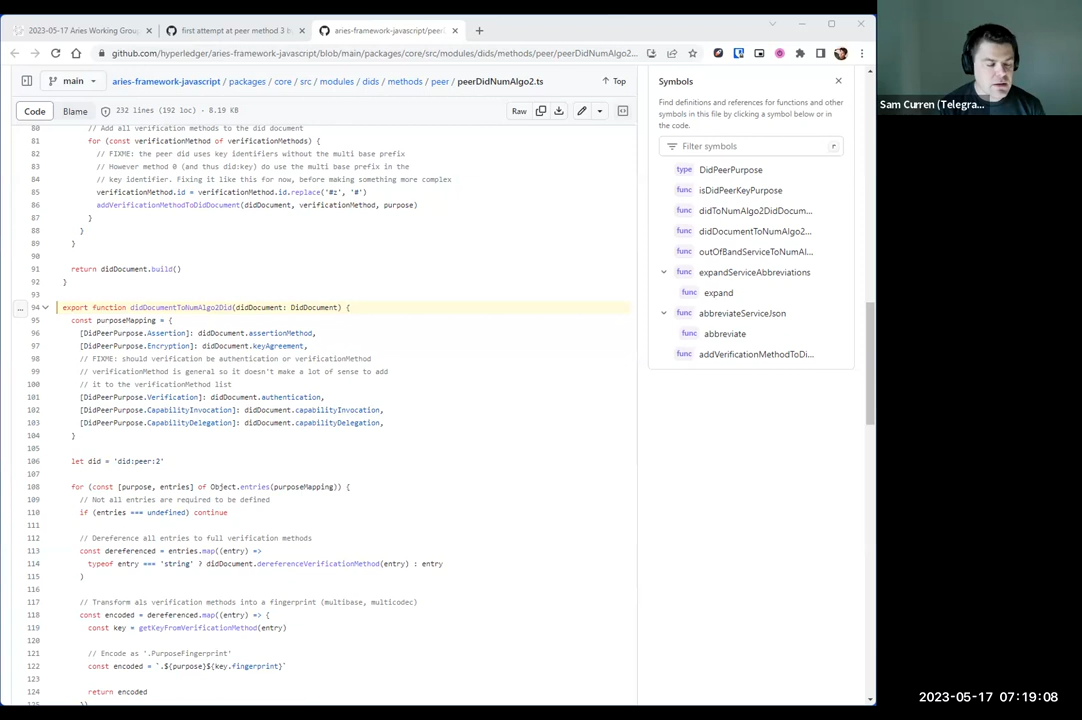 2023-05-17 Aries Working Grou
first attempt at peer method 3 b
aries-framework-javascript/peerl
github.com/hyperledger/aries-framework-javascript/blob/main/packages/core/src/modules/dids/methods/peer/peerDidNumAlgo2...
main
aries-framework-javascript / packages / core / src / modules / dids / methods / peer / peerDidNumAlgo2.ts
Top
Code
Blame
232 lines (192 loc) · 8.19 KB
Raw
80 // Add all verification methods to the did document
81 for (const verificationMethod of verificationMethods) {
82 // FIXME: the peer did uses key identifiers without the multi base prefix
83 // However method 0 (and thus did:key) do use the multi base prefix in the
84 // key identifier. Fixing it like this for now, before making something more complex
85 verificationMethod.id = verificationMethod.id.replace('#z', '#')
86 addVerificationMethodToDidDocument(didDocument, verificationMethod, purpose)
87 }
88 }
89 }
90
91 return didDocument.build()
92 }
93
94 export function didDocumentToNumAlgo2Did(didDocument: DidDocument) {
95 const purposeMapping = {
96 [DidPeerPurpose.Assertion]: didDocument.assertionMethod,
97 [DidPeerPurpose.Encryption]: didDocument.keyAgreement,
98 // FIXME: should verification be authentication or verificationMethod
99 // verificationMethod is general so it doesn't make a lot of sense to add
100 // it to the verificationMethod list
101 [DidPeerPurpose.Verification]: didDocument.authentication,
102 [DidPeerPurpose.CapabilityInvocation]: didDocument.capabilityInvocation,
103 [DidPeerPurpose.CapabilityDelegation]: didDocument.capabilityDelegation,
104 }
105
106 let did = 'did:peer:2'
107
108 for (const [purpose, entries] of Object.entries(purposeMapping)) {
109 // Not all entries are required to be defined
110 if (entries === undefined) continue
111
112 // Dereference all entries to full verification methods
113 const dereferenced = entries.map((entry) =>
114 typeof entry === 'string' ? didDocument.dereferenceVerificationMethod(entry) : entry
115 )
116
117 // Transform als verification methods into a fingerprint (multibase, multicodec)
118 const encoded = dereferenced.map((entry) => {
119 const key = getKeyFromVerificationMethod(entry)
120
121 // Encode as '.PurposeFingerprint'
122 const encoded = `.${purpose}${key.fingerprint}`
123
124 return encoded
125 })
Symbols
Find definitions and references for functions and other
symbols in this file by clicking a symbol below or in
the code.
Filter symbols
r
type DidPeerPurpose
func isDidPeerKeyPurpose
func didToNumAlgo2DidDocum...
func didDocumentToNumAlgo2...
func outOfBandServiceToNumAl...
func expandServiceAbbreviations
func expand
func abbreviateServiceJson
func abbreviate
func addVerificationMethodToDi...
Sam Curren (Telegra...
2023-05-17 07:19:08